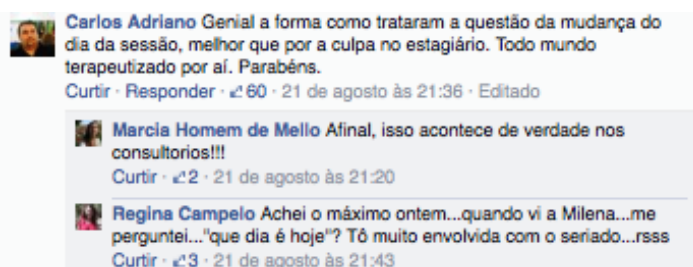 Carlos Adriano Genial a forma como trataram a questão da mudança do
dia da sessão, melhor que por a culpa no estagiário. Todo mundo
terapeutizado por aí. Parabéns.
Curtir · Responder · 60 · 21 de agosto às 21:36 · Editado
Marcia Homem de Mello Afinal, isso acontece de verdade nos
consultorios!!!
Curtir · 2 · 21 de agosto às 21:20
Regina Campelo Achei o máximo ontem...quando vi a Milena...me
perguntei..."que dia é hoje"? Tô muito envolvida com o seriado...rsss
Curtir · 3 · 21 de agosto às 21:43